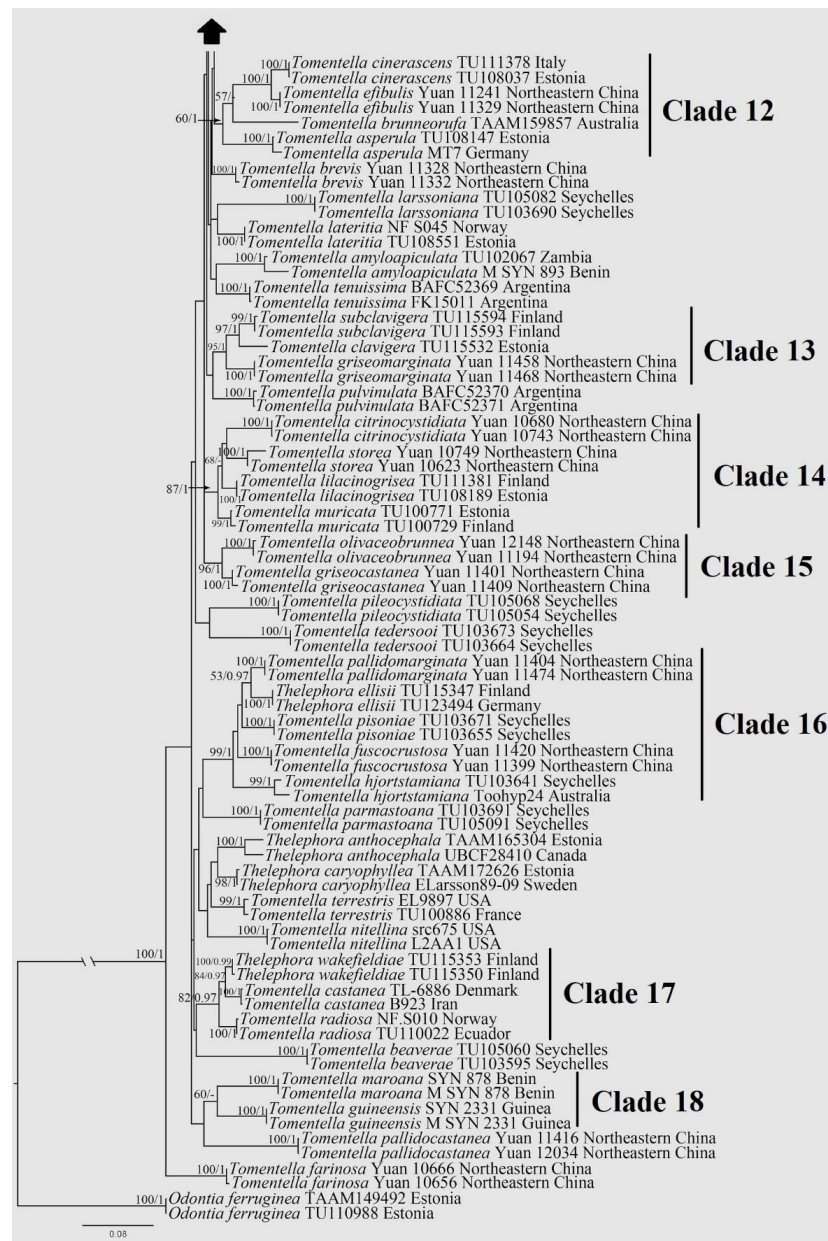 100/1 Tomentella cinerascens TU111378 Italy
100/1 Tomentella cinerascens TU108037 Estonia
57/- Tomentella efibulis Yuan 11241 Northeastern China
100/1 Tomentella efibulis Yuan 11329 Northeastern China
Clade 12
60/1 Tomentella brunneorufa TAAM159857 Australia
100/1 Tomentella asperula TU108147 Estonia
Tomentella asperula MT7 Germany
100/1 Tomentella brevis Yuan 11328 Northeastern China
Tomentella brevis Yuan 11332 Northeastern China
100/1 Tomentella larssoniana TU105082 Seychelles
Tomentella larssoniana TU103690 Seychelles
Tomentella lateritia NF S045 Norway
100/1 Tomentella lateritia TU108551 Estonia
100/1 Tomentella amyloapiculata TU102067 Zambia
Tomentella amyloapiculata M SYN 893 Benin
100/1 Tomentella tenuissima BAFC52369 Argentina
Tomentella tenuissima FK15011 Argentina
99/1 Tomentella subclavigera TU115594 Finland
97/1 Tomentella subclavigera TU115593 Finland
95/1 Tomentella clavigera TU115532 Estonia
Clade 13
Tomentella griseomarginata Yuan 11458 Northeastern China
100/1 Tomentella griseomarginata Yuan 11468 Northeastern China
100/1 Tomentella pulvinulata BAFC52370 Argentina
Tomentella pulvinulata BAFC52371 Argentina
100/1 Tomentella citrinocystidiata Yuan 10680 Northeastern China
Tomentella citrinocystidiata Yuan 10743 Northeastern China
100/1 Tomentella storea Yuan 10749 Northeastern China
68/- Tomentella storea Yuan 10623 Northeastern China
Clade 14
87/1 Tomentella lilacinogrisea TU111381 Finland
100/1 Tomentella lilacinogrisea TU108189 Estonia
Tomentella muricata TU100771 Estonia
99/1 Tomentella muricata TU100729 Finland
100/1 Tomentella olivaceobrunnea Yuan 12148 Northeastern China
Tomentella olivaceobrunnea Yuan 11194 Northeastern China
Clade 15
96/1 Tomentella griseocastanea Yuan 11401 Northeastern China
100/1 Tomentella griseocastanea Yuan 11409 Northeastern China
100/1 Tomentella pileocystidiata TU105068 Seychelles
Tomentella pileocystidiata TU105054 Seychelles
100/1 Tomentella tedersooi TU103673 Seychelles
Tomentella tedersooi TU103664 Seychelles
100/1 Tomentella pallidomarginata Yuan 11404 Northeastern China
53/0.97 Tomentella pallidomarginata Yuan 11474 Northeastern China
Thelephora ellisii TU115347 Finland
100/1 Thelephora ellisii TU123494 Germany
100/1 Tomentella pisoniae TU103671 Seychelles
Clade 16
Tomentella pisoniae TU103655 Seychelles
99/1 100/1 Tomentella fuscocrustosa Yuan 11420 Northeastern China
Tomentella fuscocrustosa Yuan 11399 Northeastern China
99/1 Tomentella hjortstamiana TU103641 Seychelles
Tomentella hjortstamiana Toohyp24 Australia
100/1 Tomentella parmastoana TU103691 Seychelles
Tomentella parmastoana TU105091 Seychelles
100/1 Thelephora anthocephala TAAM165304 Estonia
Thelephora anthocephala UBCF28410 Canada
Thelephora caryophyllea TAAM172626 Estonia
98/1 Thelephora caryophyllea ELarsson89-09 Sweden
99/1 Tomentella terrestris EL9897 USA
Tomentella terrestris TU100886 France
100/1 Tomentella nitellina src675 USA
Tomentella nitellina L2AA1 USA
100/1 100/0.99 Thelephora wakefieldiae TU115353 Finland
84/0.97 Thelephora wakefieldiae TU115350 Finland
100/1 Tomentella castanea TL-6886 Denmark
Clade 17
82/0.97 Tomentella castanea B923 Iran
Tomentella radiosa NF.S010 Norway
100/1 Tomentella radiosa TU110022 Ecuador
100/1 Tomentella beaverae TU105060 Seychelles
Tomentella beaverae TU103595 Seychelles
100/1 Tomentella maroana SYN 878 Benin
60/- Tomentella maroana M SYN 878 Benin
Clade 18
100/1 Tomentella guineensis SYN 2331 Guinea
Tomentella guineensis M SYN 2331 Guinea
100/1 Tomentella pallidocastanea Yuan 11416 Northeastern China
Tomentella pallidocastanea Yuan 12034 Northeastern China
100/1 Tomentella farinosa Yuan 10666 Northeastern China
Tomentella farinosa Yuan 10656 Northeastern China
100/1 Odontia ferruginea TAAM149492 Estonia
Odontia ferruginea TU110988 Estonia
0.08